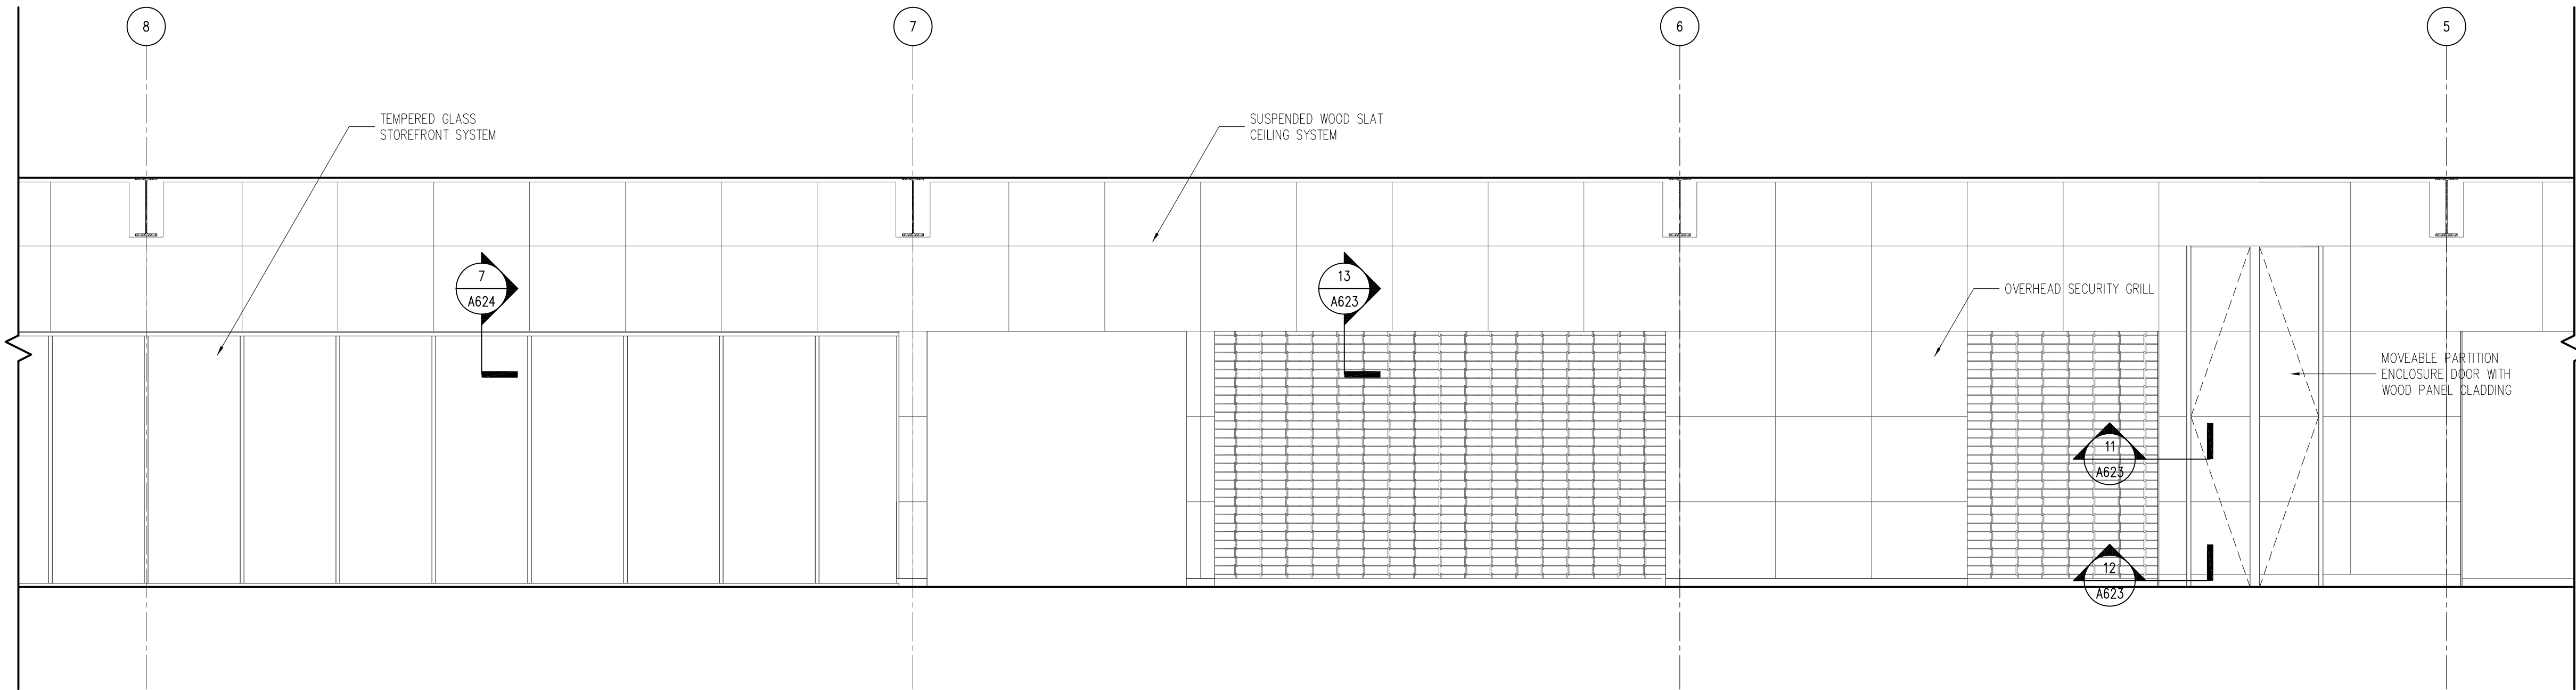 8
7
6
5
TEMPERED GLASS
STOREFRONT SYSTEM
SUSPENDED WOOD SLAT
CEILING SYSTEM
7
A624
13
A623
OVERHEAD SECURITY GRILL
MOVEABLE PARTITION
ENCLOSURE DOOR WITH
WOOD PANEL CLADDING
11
A623
12
A623